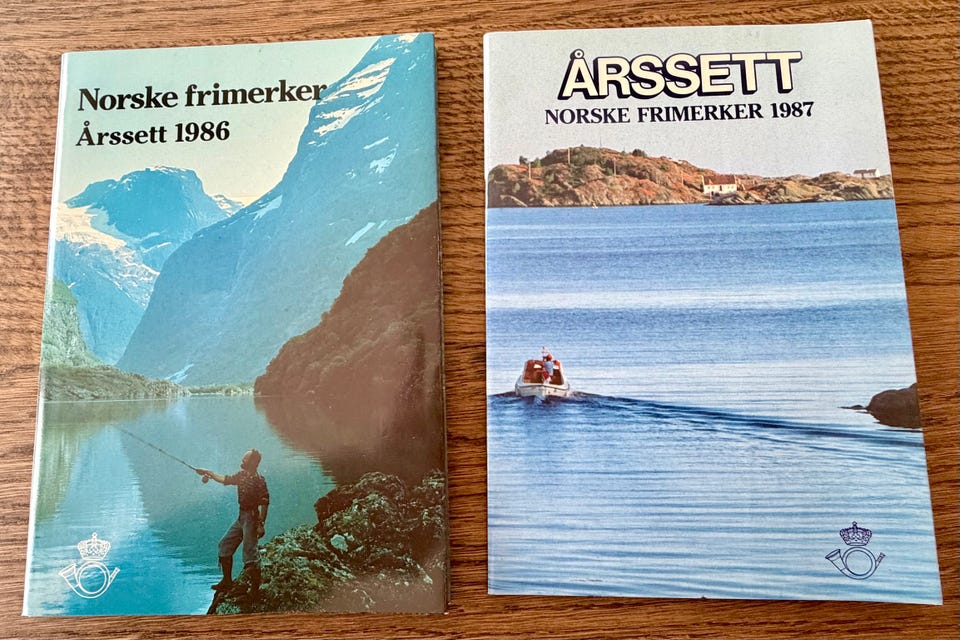 Norske frimerker
Årssett 1986
ÅRSSETT
NORSKE FRIMERKER 1987